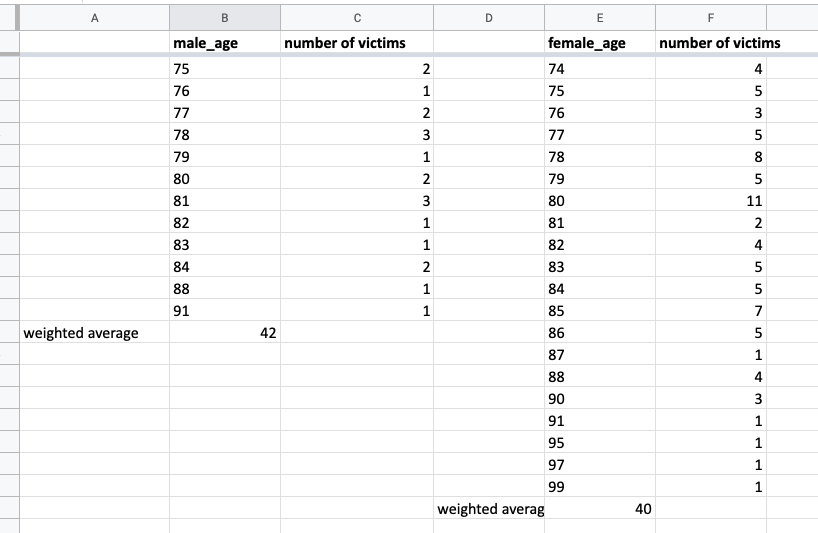 A B C D E F
male_age number of victims female_age number of victims
75 2 74 4
76 1 75 5
77 2 76 3
78 3 77 5
79 1 78 8
80 2 79 5
81 3 80 11
82 1 81 2
83 1 82 4
84 2 83 5
88 1 84 5
91 1 85 7
weighted average 42 86 5
87 1
88 4
90 3
91 1
95 1
97 1
99 1
weighted averag 40